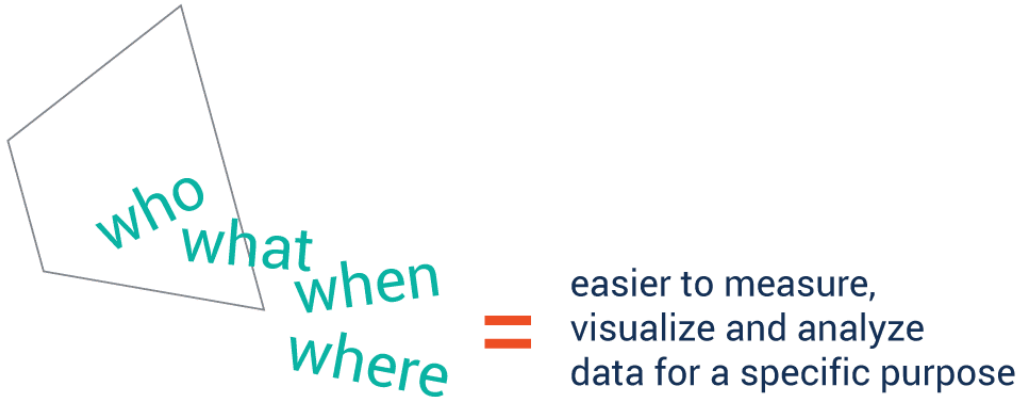 who
what
when
where
=
easier to measure,
visualize and analyze
data for a specific purpose